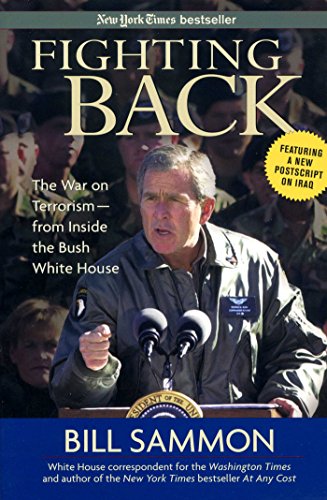 New York Times bestseller
FIGHTING
BACK
FEATURING
A NEW
POSTSCRIPT
ON IRAQ
The War on
Terrorism—
from Inside
the Bush
White House
BILL SAMMON
White House correspondent for the Washington Times
and author of the New York Times bestseller At Any Cost